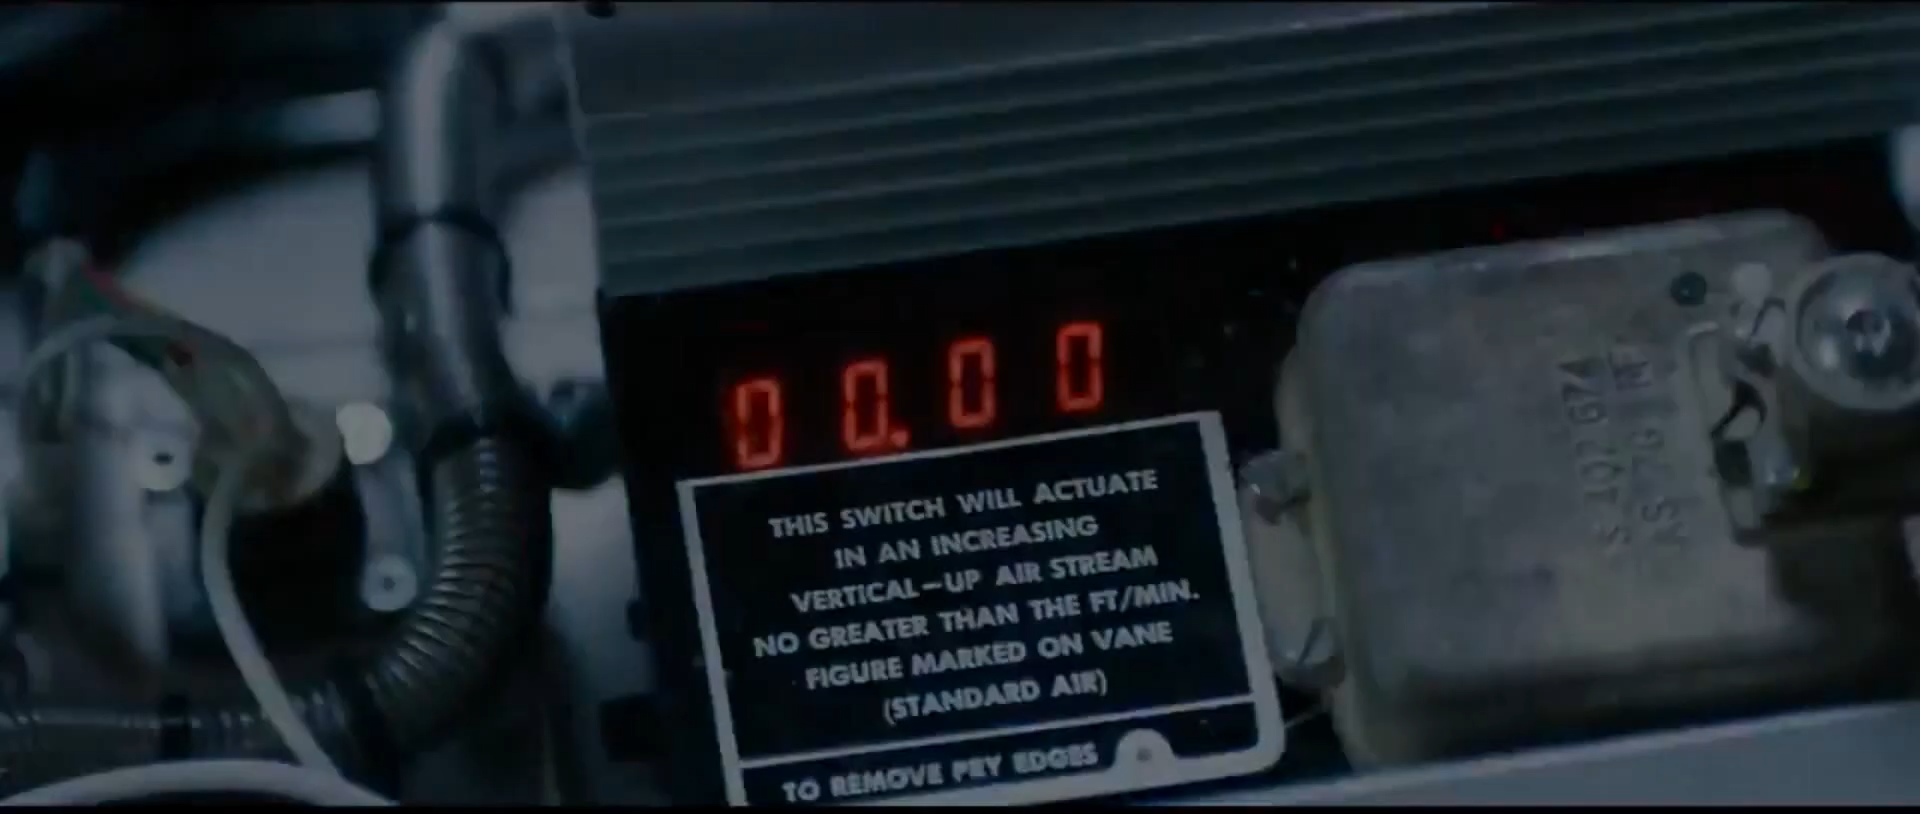 00.00
THIS SWITCH WILL ACTUATE
IN AN INCREASING
VERTICAL-UP AIR STREAM
NO GREATER THAN THE FT/MIN.
FIGURE MARKED ON VANE
(STANDARD AIR)
TO REMOVE PEY EDGES